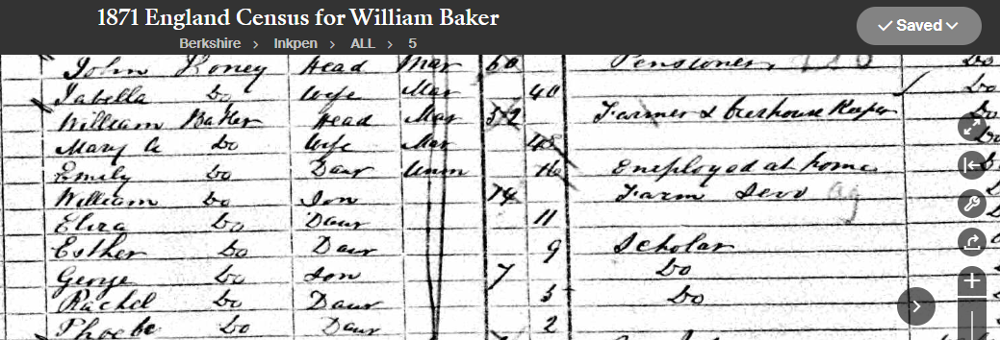 1871 England Census for William Baker
Saved
Berkshire > Inkpen > ALL > 5
John Head Mar 60 Pensioner Do
Isabella Do Wife Mar 40 Do
William Baker Head Mar 52 Farmer & Beerhouse Keeper Do
Mary A Do Wife Mar 48 Do
Emily Do Daur Unm 16 Employed at home
William Do Son 14 Farm Serv ag
Eliza Do Daur 11
Esther Do Daur 9 Scholar
George Do Son 7 Do
Rachel Do Daur 5 Do
Phoebe Do Daur 2